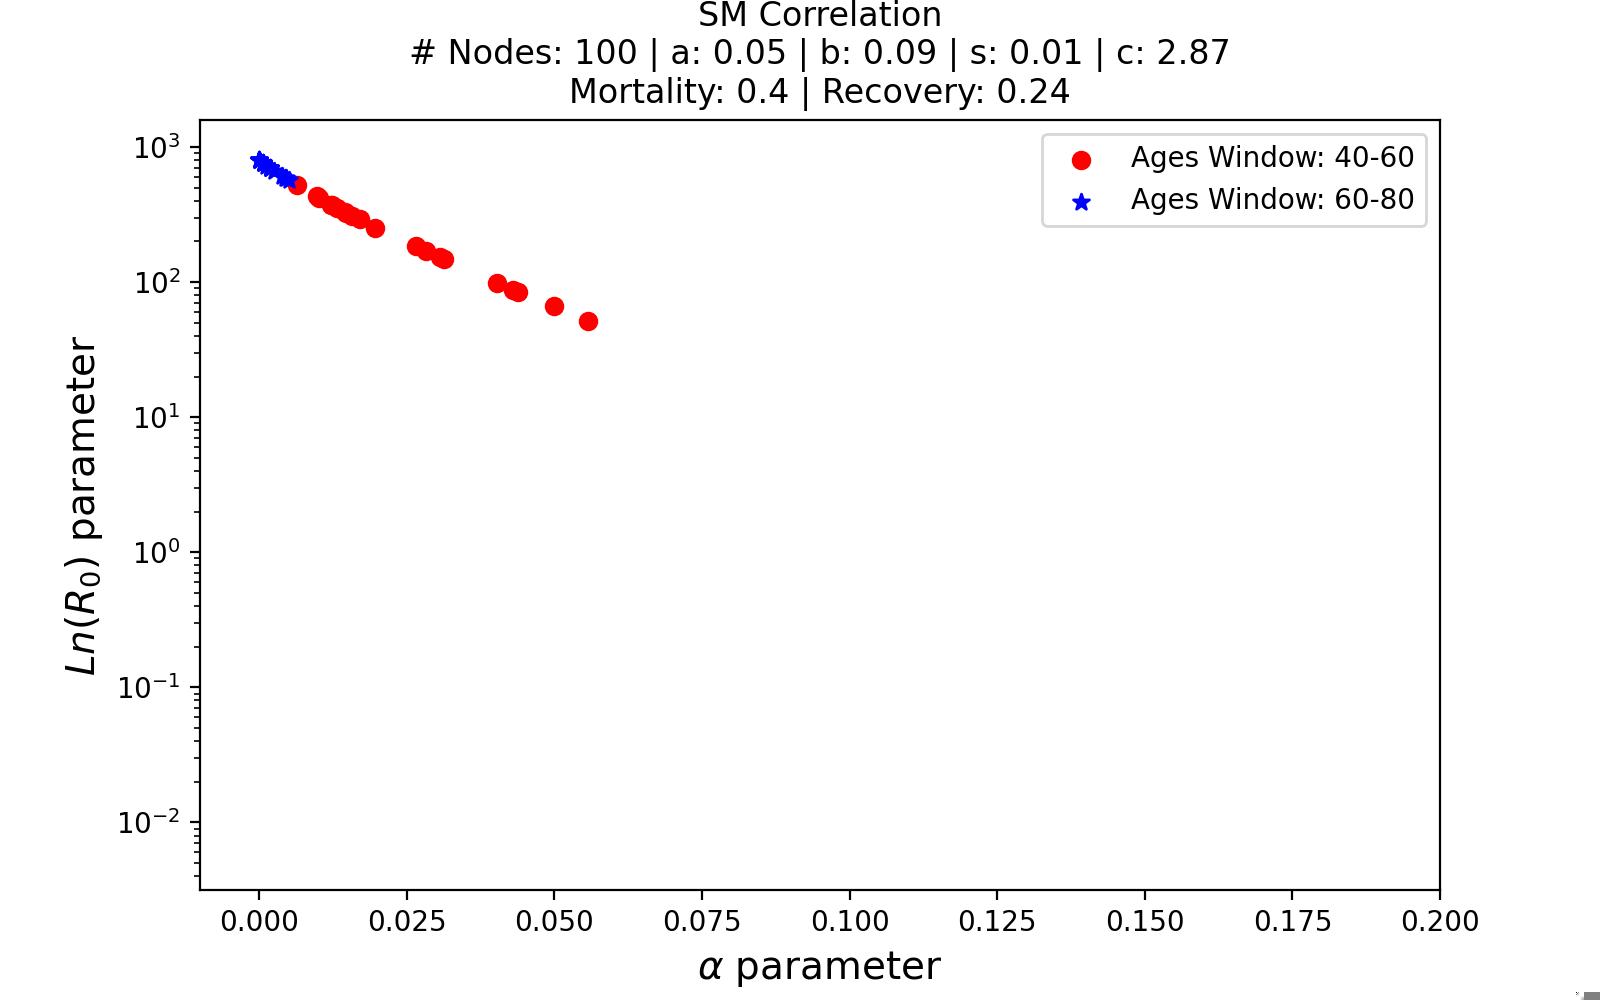 SM Correlation
# Nodes: 100 | a: 0.05 | b: 0.09 | s: 0.01 | c: 2.87
Mortality: 0.4 | Recovery: 0.24
Ages Window: 40-60
Ages Window: 60-80
Ln(R₀) parameter
10³
10²
10¹
10⁰
10⁻¹
10⁻²
0.000 0.025 0.050 0.075 0.100 0.125 0.150 0.175 0.200
α parameter